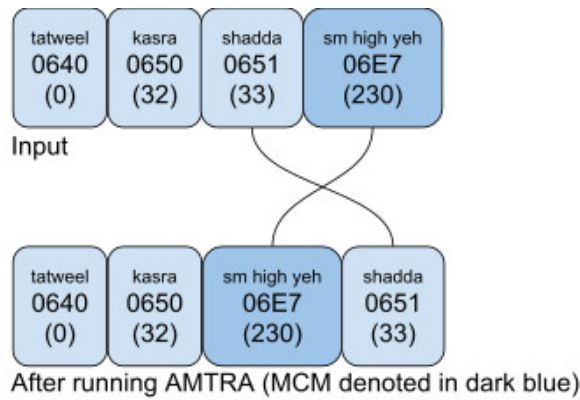 tatweel kasra shadda sm high yeh
0640 0650 0651 06E7
(0) (32) (33) (230)
Input
tatweel kasra sm high yeh shadda
0640 0650 06E7 0651
(0) (32) (230) (33)
After running AMTRA (MCM denoted in dark blue)